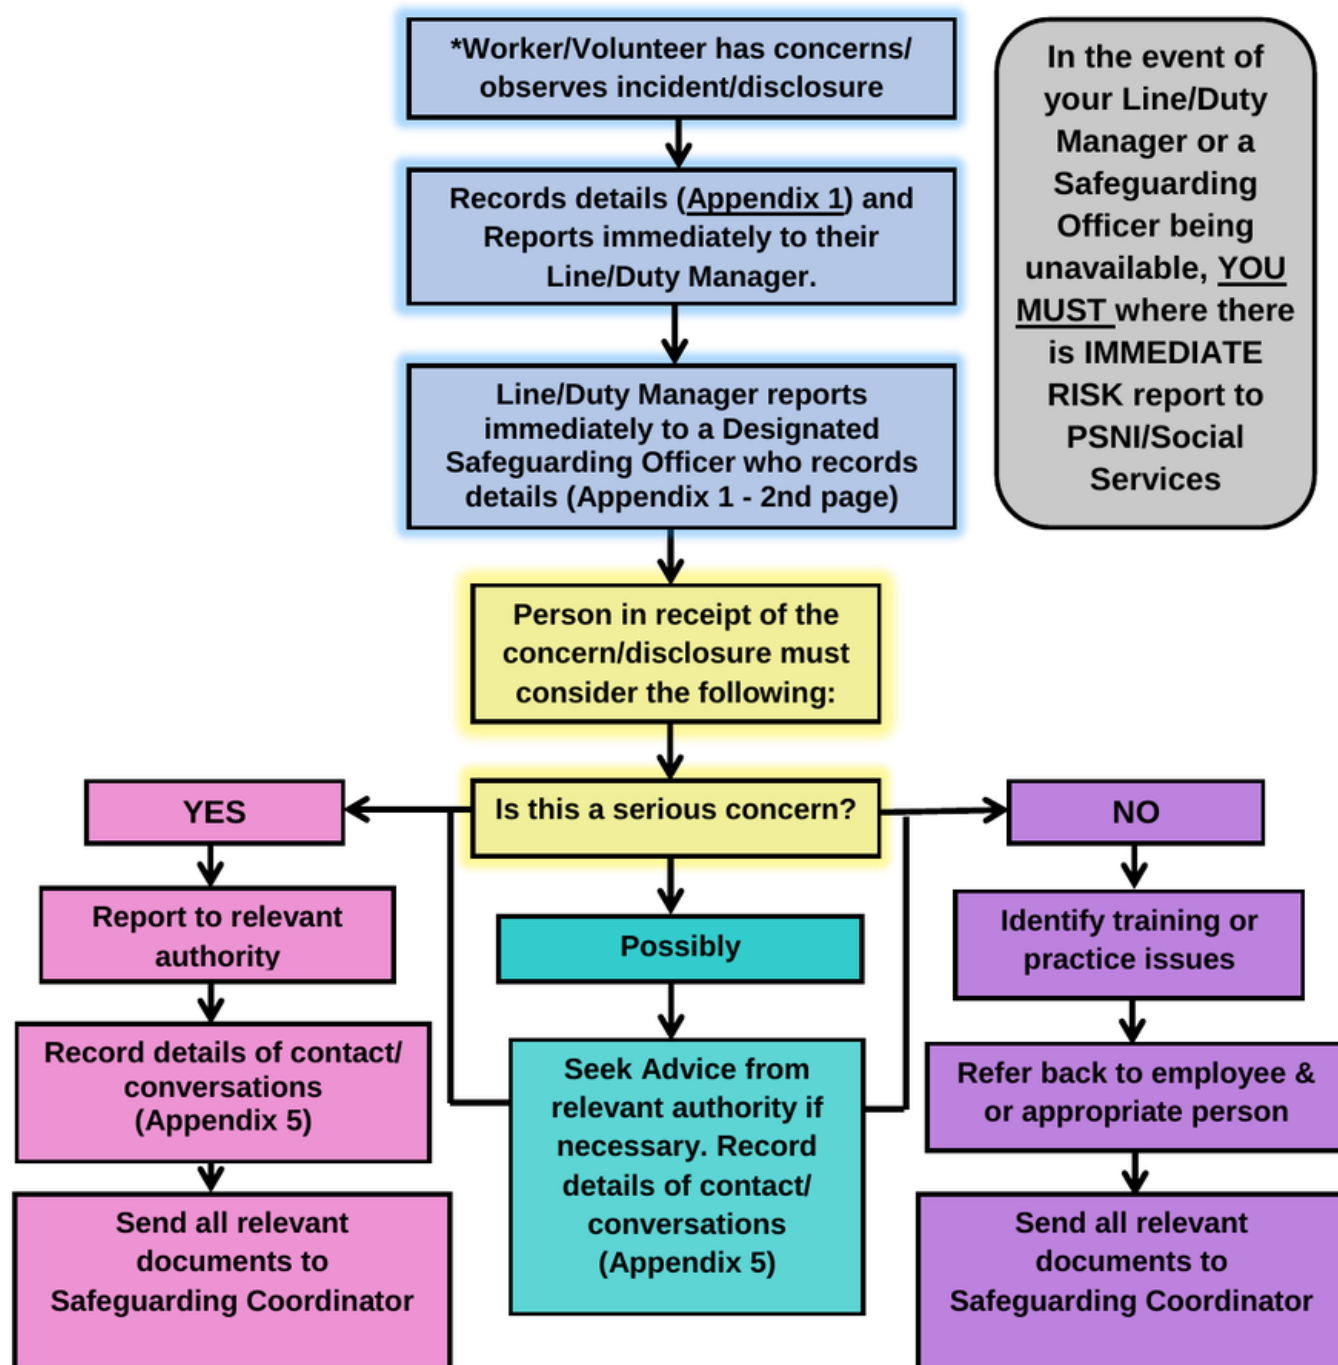 *Worker/Volunteer has concerns/
observes incident/disclosure
In the event of
your Line/Duty
Manager or a
Safeguarding
Officer being
unavailable, YOU
MUST where there
is IMMEDIATE
RISK report to
PSNI/Social
Services
Records details (Appendix 1) and
Reports immediately to their
Line/Duty Manager.
Line/Duty Manager reports
immediately to a Designated
Safeguarding Officer who records
details (Appendix 1 - 2nd page)
Person in receipt of the
concern/disclosure must
consider the following:
Is this a serious concern?
YES
Report to relevant
authority
Record details of contact/
conversations
(Appendix 5)
Send all relevant
documents to
Safeguarding Coordinator
Possibly
Seek Advice from
relevant authority if
necessary. Record
details of contact/
conversations
(Appendix 5)
NO
Identify training or
practice issues
Refer back to employee &
or appropriate person
Send all relevant
documents to
Safeguarding Coordinator